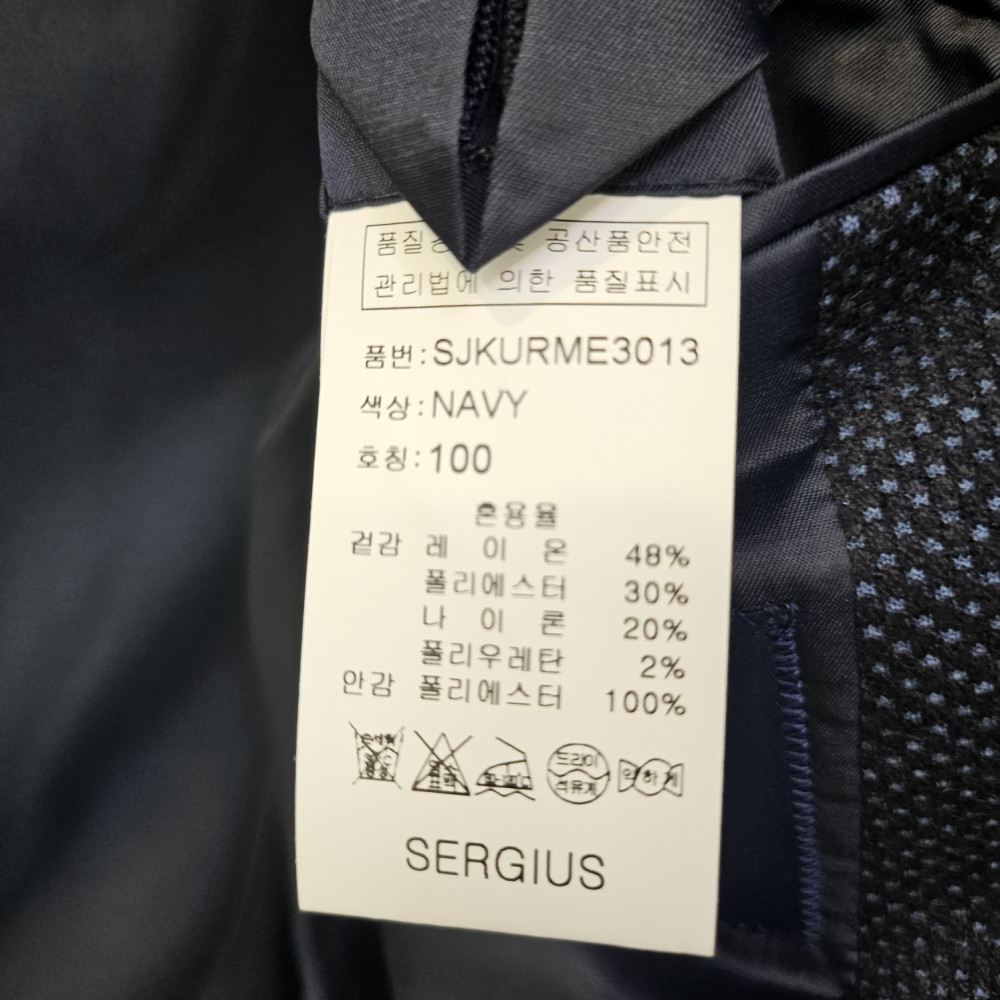 품질 공산품안전
관리법에 의한 품질표시
품번:SJKURME3013
색상:NAVY
호칭:100
혼용율
겉감 레 이 온 48%
폴리에스터 30%
나 이 론 20%
폴리우레탄 2%
안감 폴리에스터 100%
드라이
석유계
약하게
SERGIUS